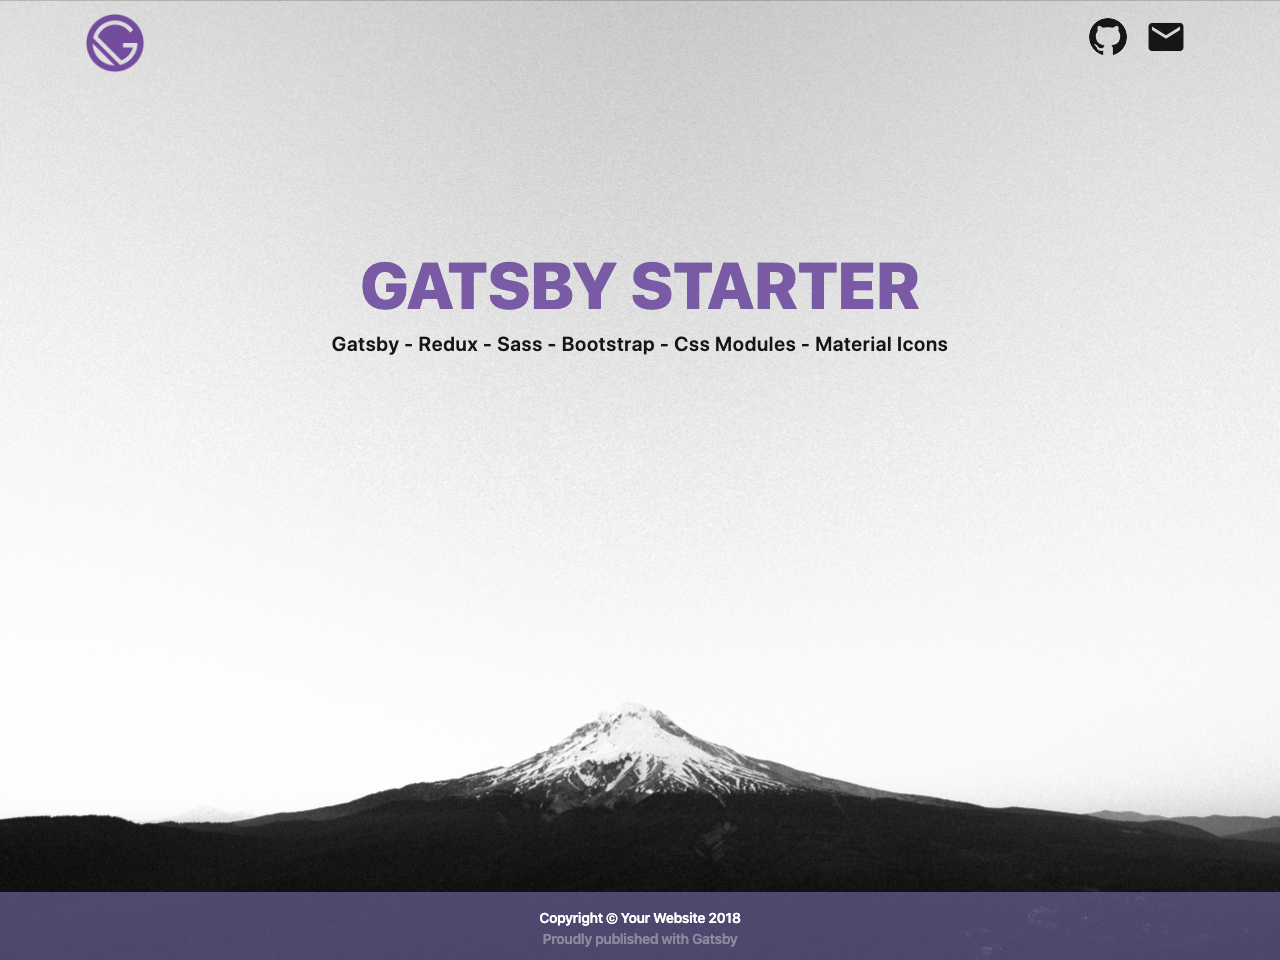 GATSBY STARTER
Gatsby - Redux - Sass - Bootstrap - Css Modules - Material Icons
Copyright © Your Website 2018
Proudly published with Gatsby